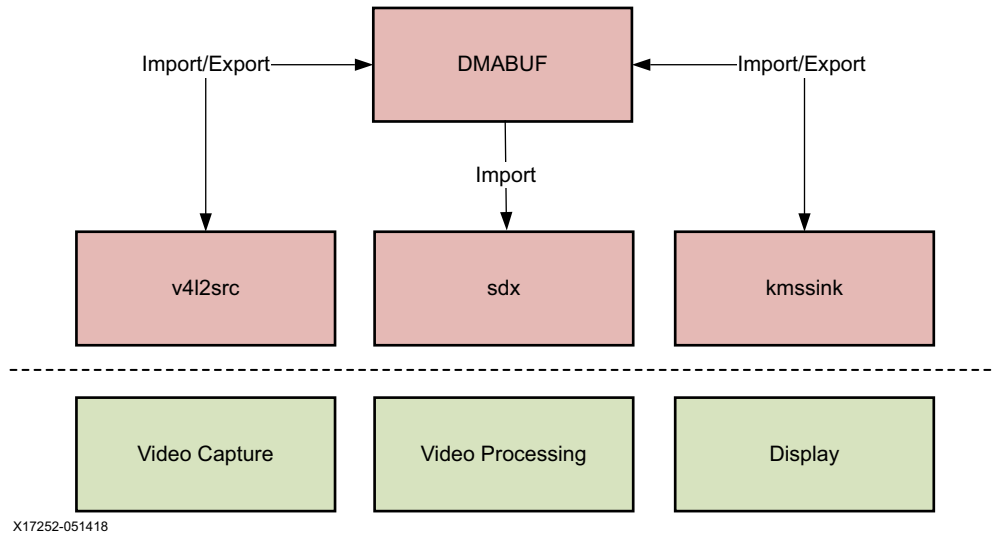 DMABUF
Import/Export
Import/Export
Import
v4l2src
sdx
kmssink
Video Capture
Video Processing
Display
X17252-051418